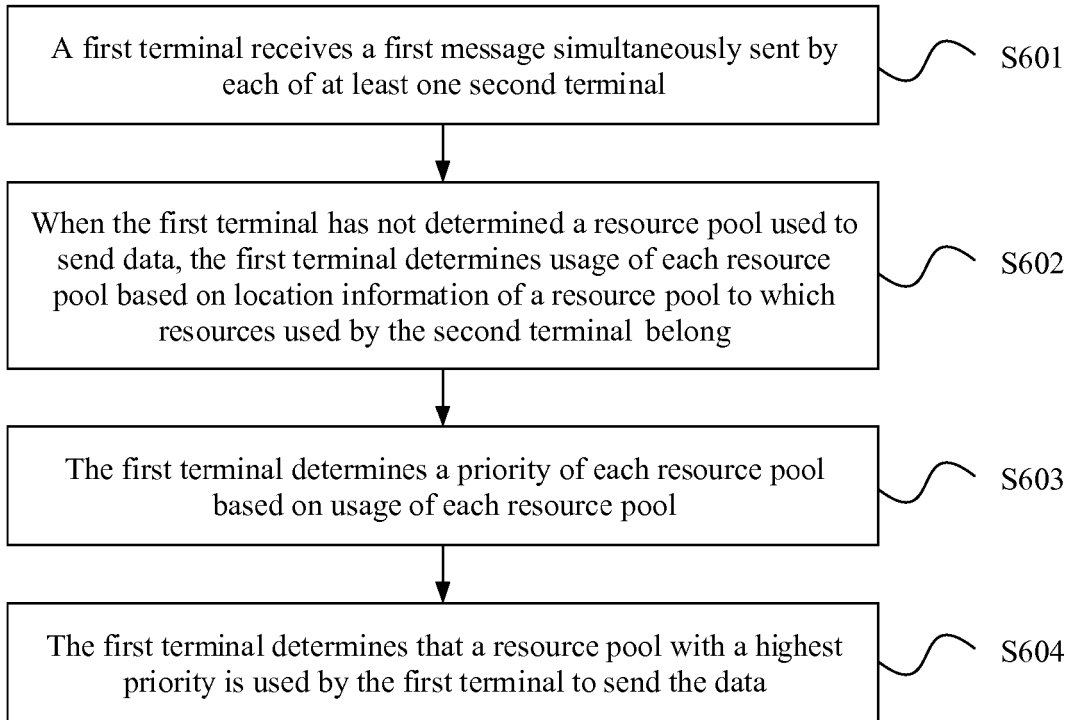 A first terminal receives a first message simultaneously sent by
each of at least one second terminal
S601
When the first terminal has not determined a resource pool used to
send data, the first terminal determines usage of each resource
pool based on location information of a resource pool to which
resources used by the second terminal belong
S602
The first terminal determines a priority of each resource pool
based on usage of each resource pool
S603
The first terminal determines that a resource pool with a highest
priority is used by the first terminal to send the data
S604